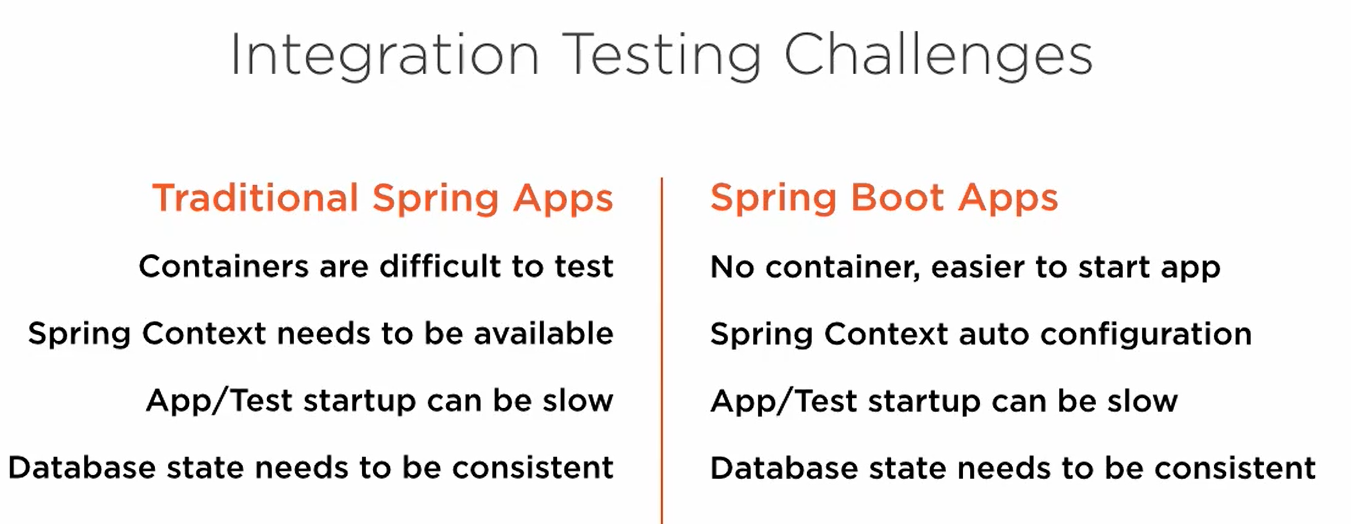 Integration Testing Challenges
Traditional Spring Apps
Containers are difficult to test
Spring Context needs to be available
App/Test startup can be slow
Database state needs to be consistent
Spring Boot Apps
No container, easier to start app
Spring Context auto configuration
App/Test startup can be slow
Database state needs to be consistent